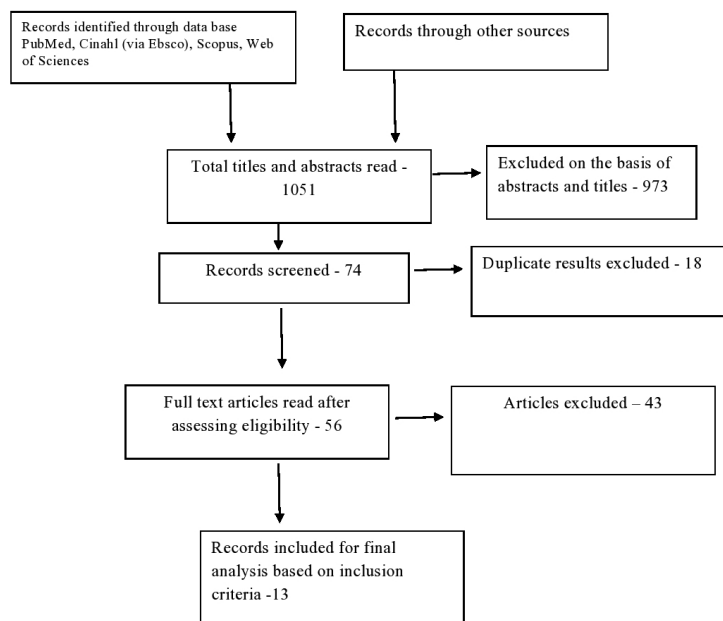 Records identified through data base
PubMed, Cinahl (via Ebsco), Scopus, Web
of Sciences
Records through other sources
Total titles and abstracts read -
1051
Excluded on the basis of
abstracts and titles - 973
Records screened - 74
Duplicate results excluded - 18
Full text articles read after
assessing eligibility - 56
Articles excluded – 43
Records included for final
analysis based on inclusion
criteria -13